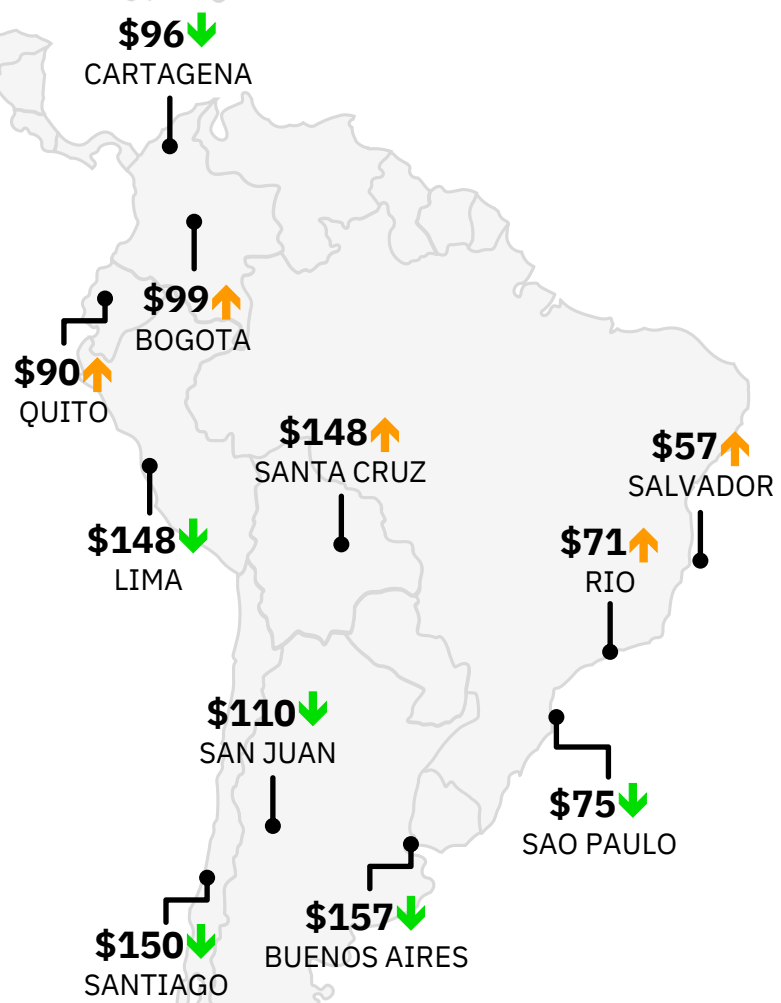 $96
CARTAGENA
$99
BOGOTA
$90
QUITO
$148
SANTA CRUZ
$57
SALVADOR
$148
LIMA
$71
RIO
$110
SAN JUAN
$75
SAO PAULO
$157
BUENOS AIRES
$150
SANTIAGO